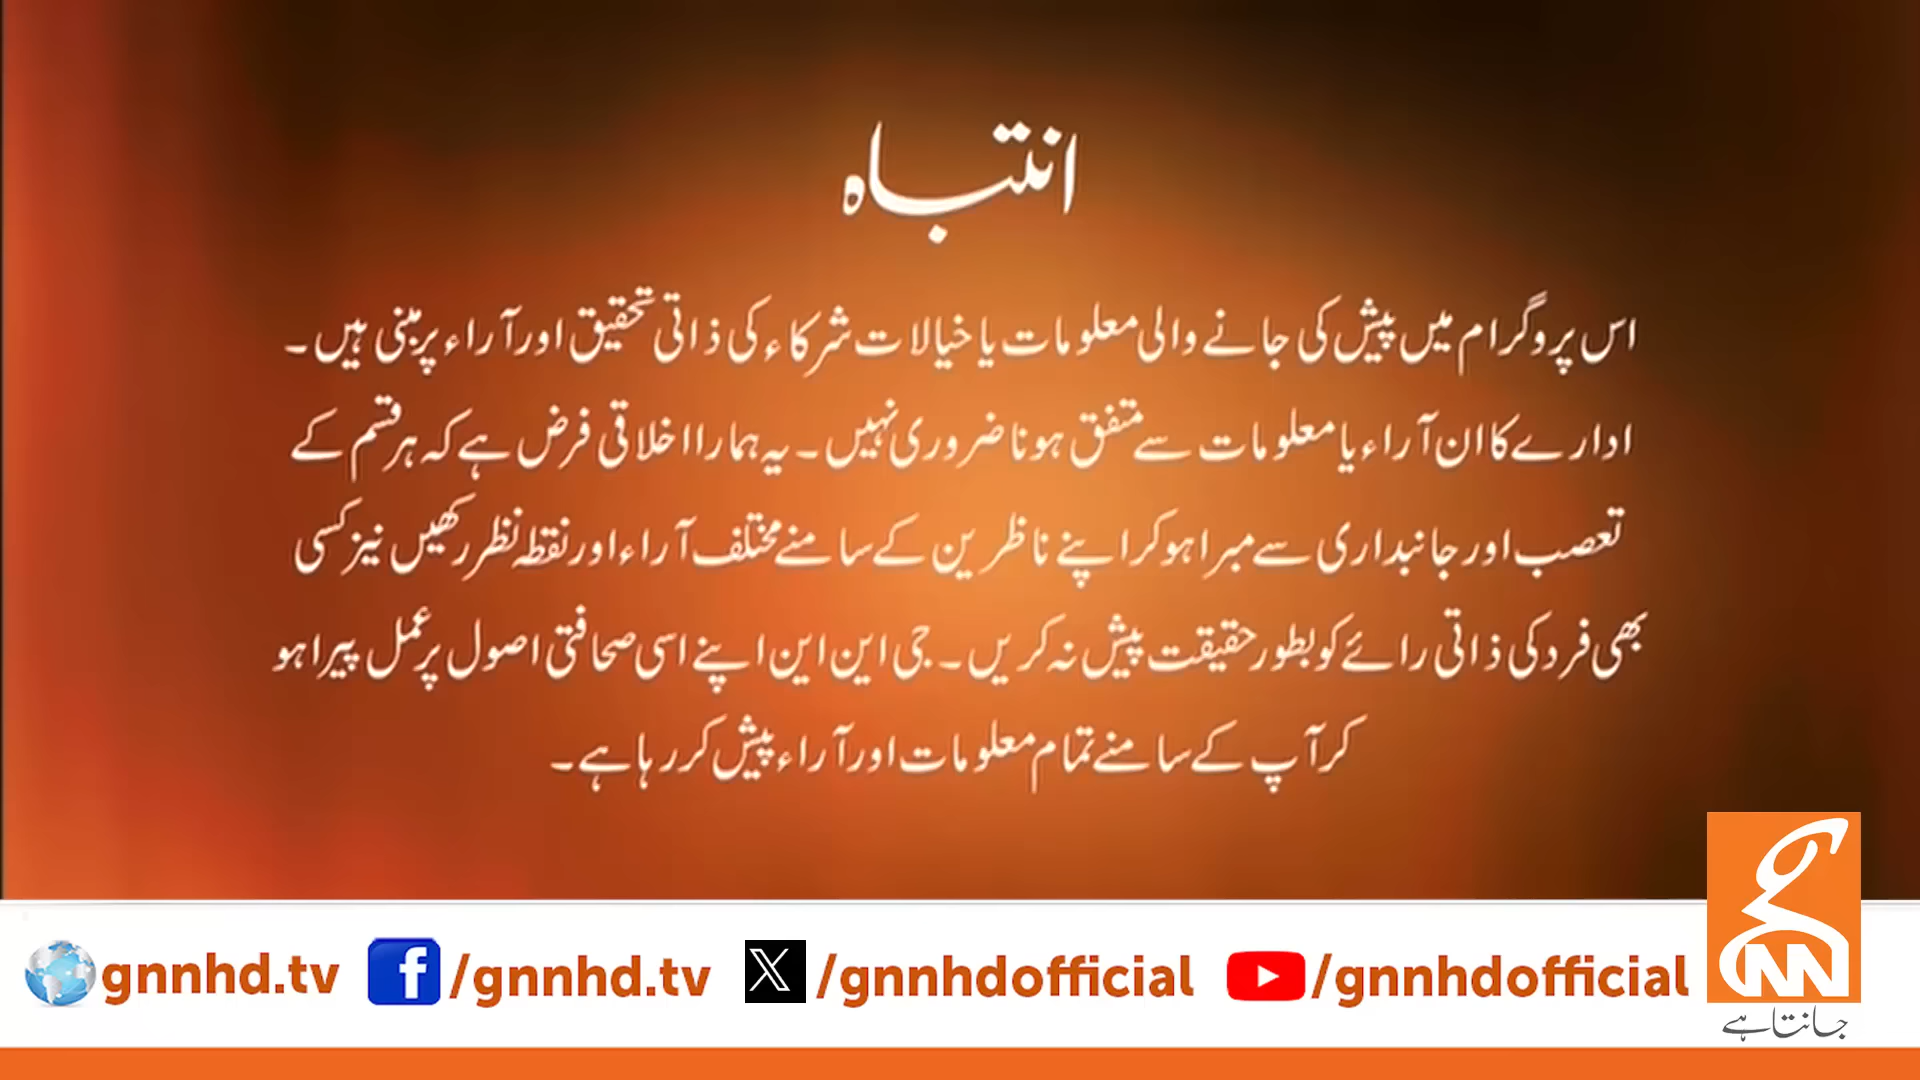 انتباہ
اس پروگرام میں پیش کی جانے والی معلومات یا خیالات شرکاء کی ذاتی تحقیق اور آراء پر مبنی ہیں۔
ادارے کا ان آراء یا معلومات سے متفق ہونا ضروری نہیں۔ یہ ہمارا اخلاقی فرض ہے کہ ہر قسم کے
تعصب اور جانبداری سے مبرا ہو کر اپنے ناظرین کے سامنے مختلف آراء اور نقطہ نظر رکھیں نیز کسی
بھی فرد کی ذاتی رائے کو بطور حقیقت پیش نہ کریں۔ جی این این اپنے اسی صحافتی اصول پر عمل پیرا ہو
کر آپ کے سامنے تمام معلومات اور آراء پیش کر رہا ہے۔
gnnhd.tv /gnnhd.tv /gnnhdofficial /gnnhdofficial
GNN
جانتا ہے